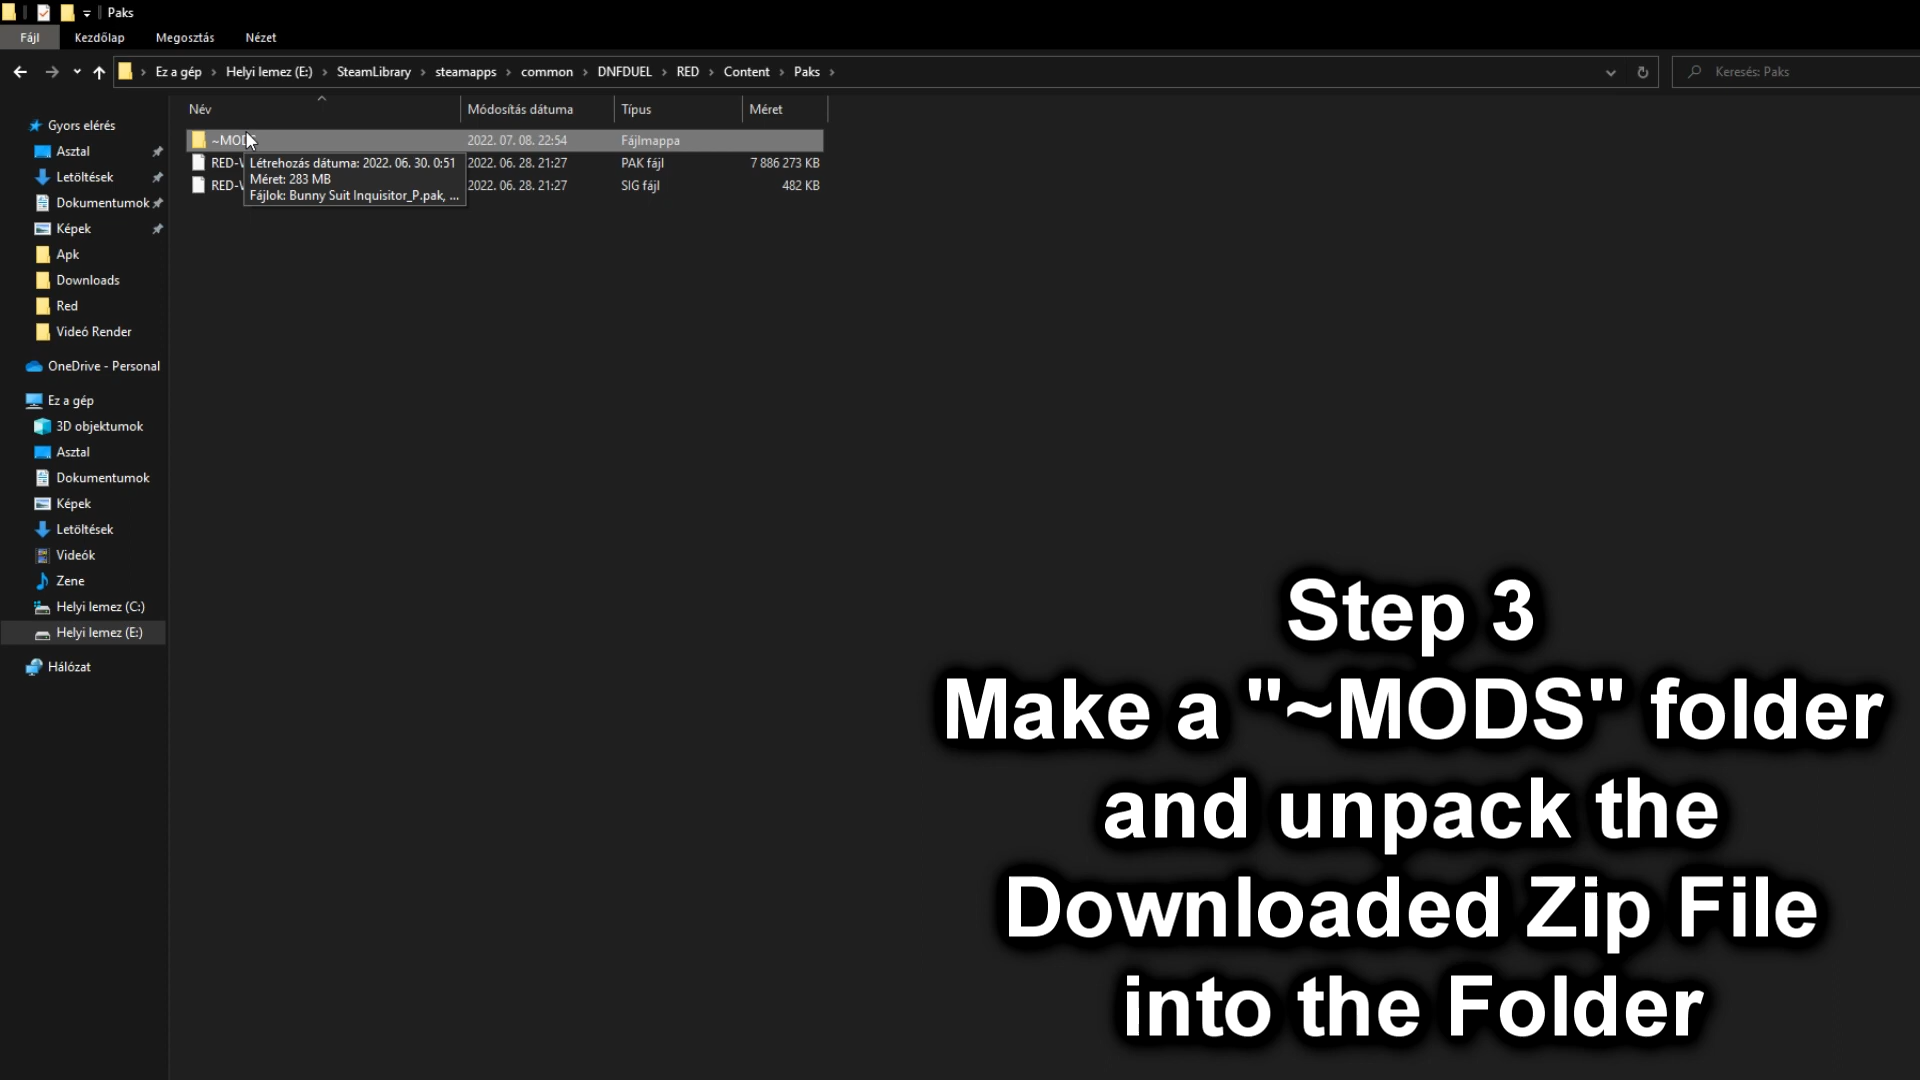 Paks
Fájl Kezdőlap Megosztás Nézet
Ez a gép Helyi lemez (E:) SteamLibrary steamapps common DNFDUEL RED Content Paks
Keresés: Paks
Név Módosítás dátuma Típus Méret
~MODS 2022. 07. 08. 22:54 Fájlmappa
2022. 06. 28. 21:27 PAK fájl 7 886 273 KB
2022. 06. 28. 21:27 SIG fájl 482 KB
Létrehozás dátuma: 2022. 06. 30. 0:51
Méret: 283 MB
Fájlok: Bunny Suit Inquisitor_P.pak, ...
Gyors elérés
Asztal
Letöltések
Dokumentumok
Képek
Apk
Downloads
Red
Videó Render
OneDrive - Personal
Ez a gép
3D objektumok
Asztal
Dokumentumok
Képek
Letöltések
Videók
Zene
Helyi lemez (C:)
Helyi lemez (E:)
Hálózat
Step 3
Make a "~MODS" folder
and unpack the
Downloaded Zip File
into the Folder